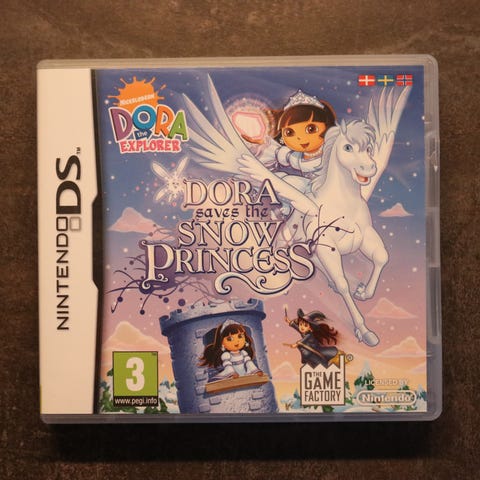 NINTENDO DS
NICKELODEON
DORA
the
EXPLORER
DORA
saves the
SNOW
PRINCESS
3
www.pegi.info
THE
GAME
FACTORY
LICENSED BY
Nintendo